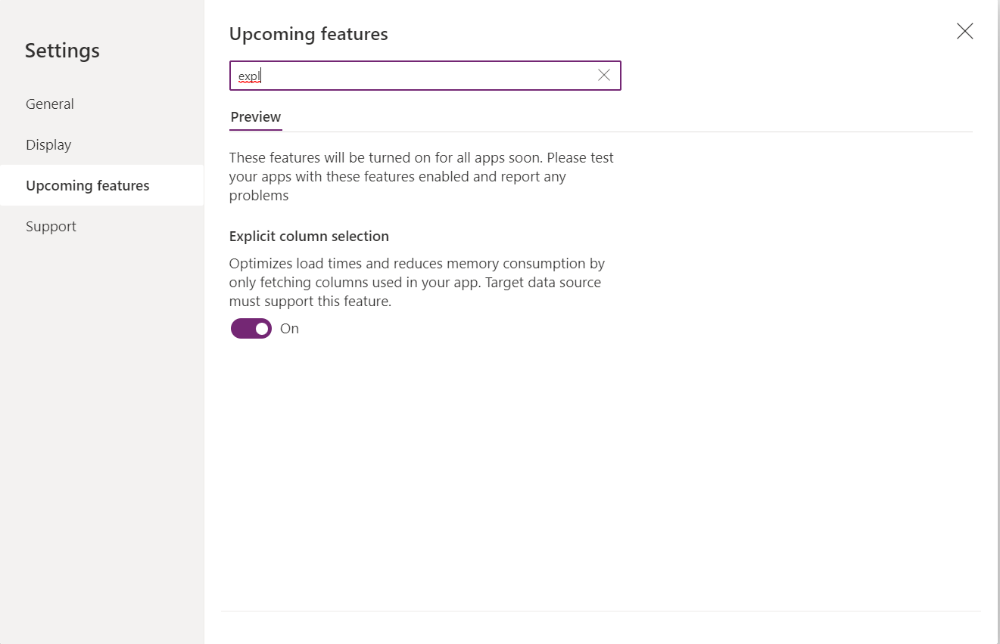 Settings
General
Display
Upcoming features
Support
Upcoming features
expl
Preview
These features will be turned on for all apps soon. Please test
your apps with these features enabled and report any
problems
Explicit column selection
Optimizes load times and reduces memory consumption by
only fetching columns used in your app. Target data source
must support this feature.
On